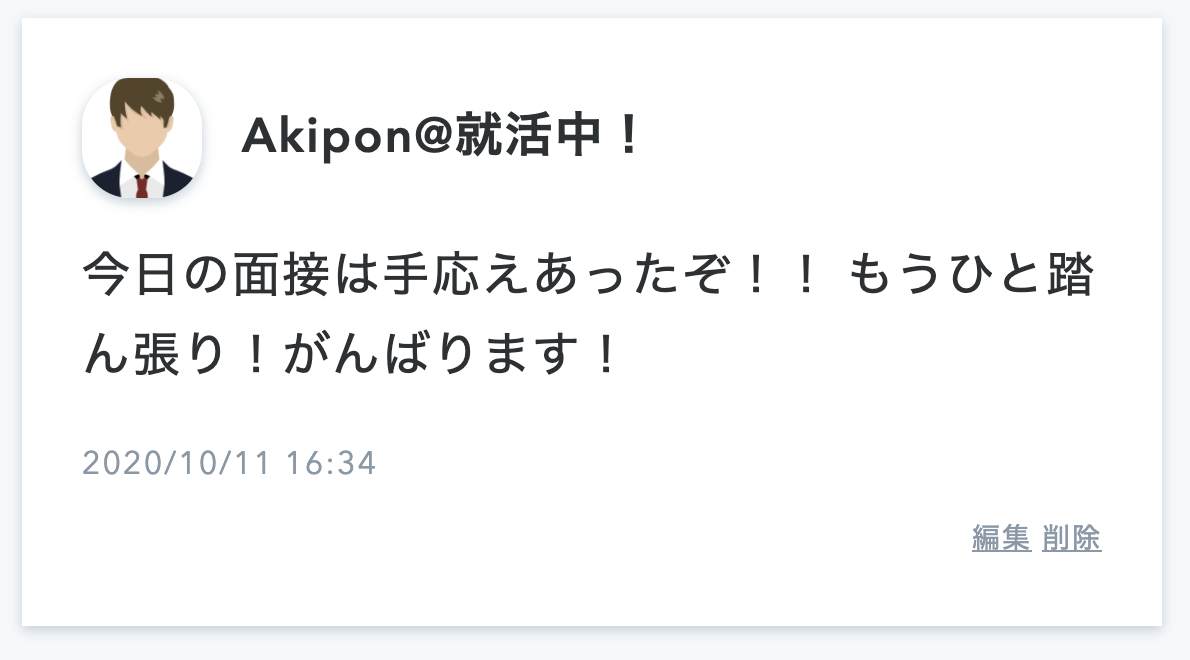 Akipon@就活中！
今日の面接は手応えあったぞ！！ もうひと踏
ん張り！がんばります！
2020/10/11 16:34
編集 削除